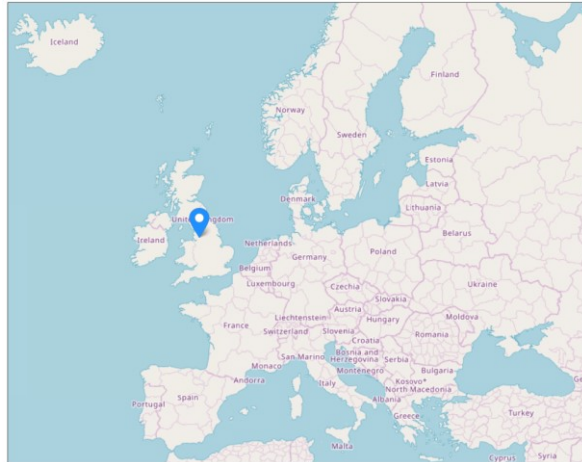 Iceland
Finland
Norway
Sweden
Estonia
Latvia
Denmark
Lithuania
United Kingdom
Ireland
Belarus
Netherlands
Poland
Germany
Belgium
Luxembourg
Czechia
Ukraine
Slovakia
Austria
Liechtenstein
Hungary
Moldova
France
Switzerland
Slovenia
Romania
Croatia
San Marino
Bosnia and
Herzegovina
Serbia
Monaco
Montenegro
Bulgaria
Andorra
Italy
Kosovo*
North Macedonia
Spain
Albania
Portugal
Greece
Turkey
Malta
Cyprus
Syria